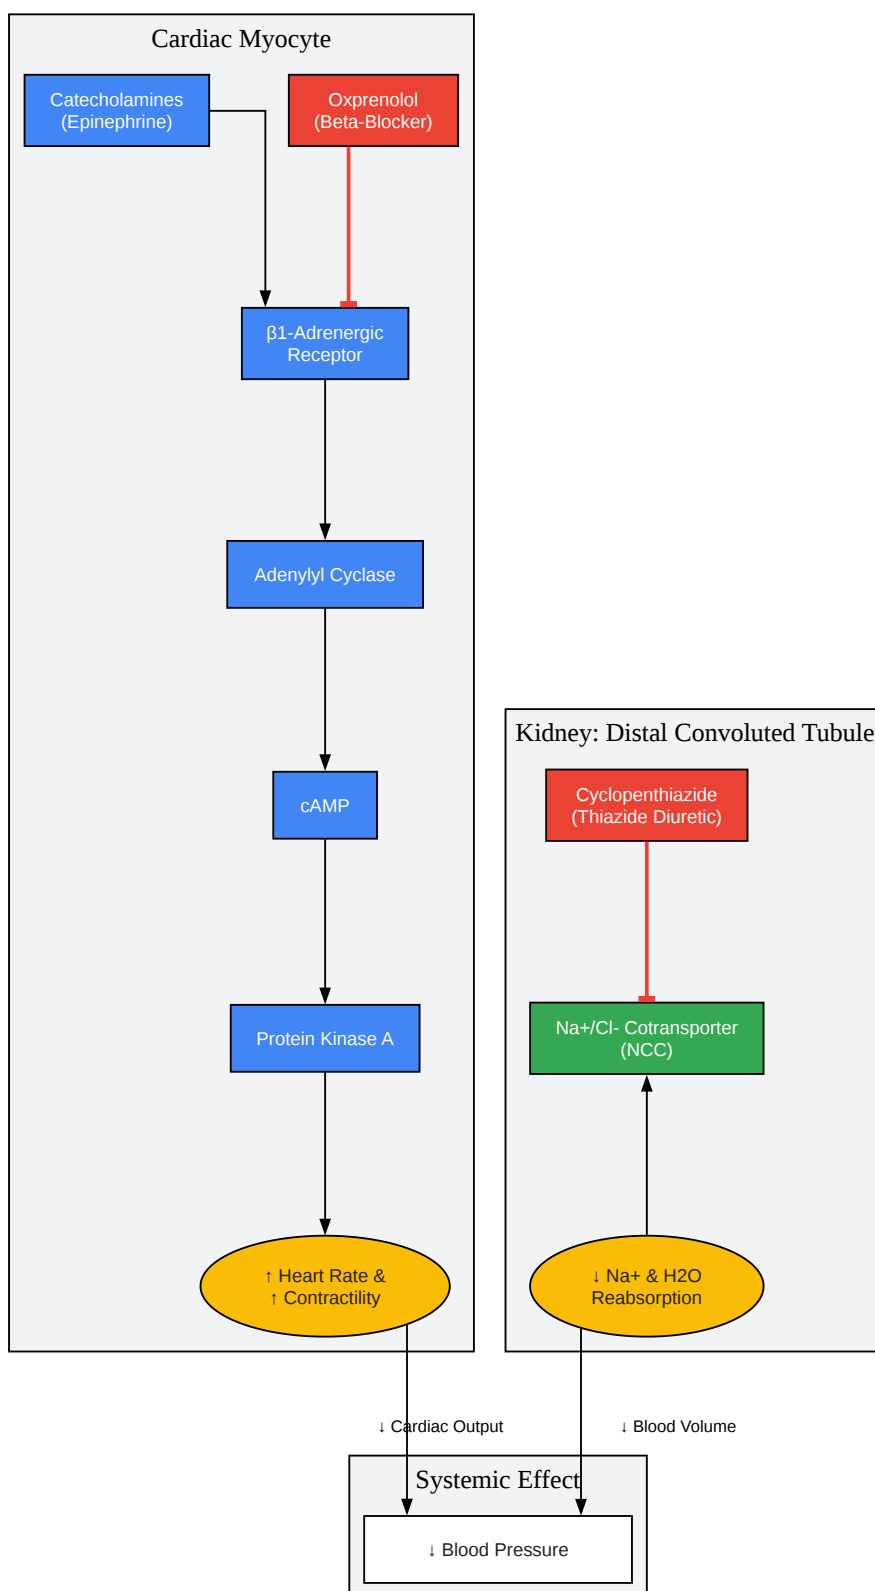 Cardiac Myocyte
Catecholamines
(Epinephrine)
Oxprenolol
(Beta-Blocker)
β1-Adrenergic
Receptor
Adenylyl Cyclase
cAMP
Protein Kinase A
↑ Heart Rate &
↑ Contractility
Kidney: Distal Convoluted Tubule
Cyclopenthiazide
(Thiazide Diuretic)
Na+/Cl- Cotransporter
(NCC)
↓ Na+ & H2O
Reabsorption
↓ Cardiac Output
↓ Blood Volume
Systemic Effect
↓ Blood Pressure